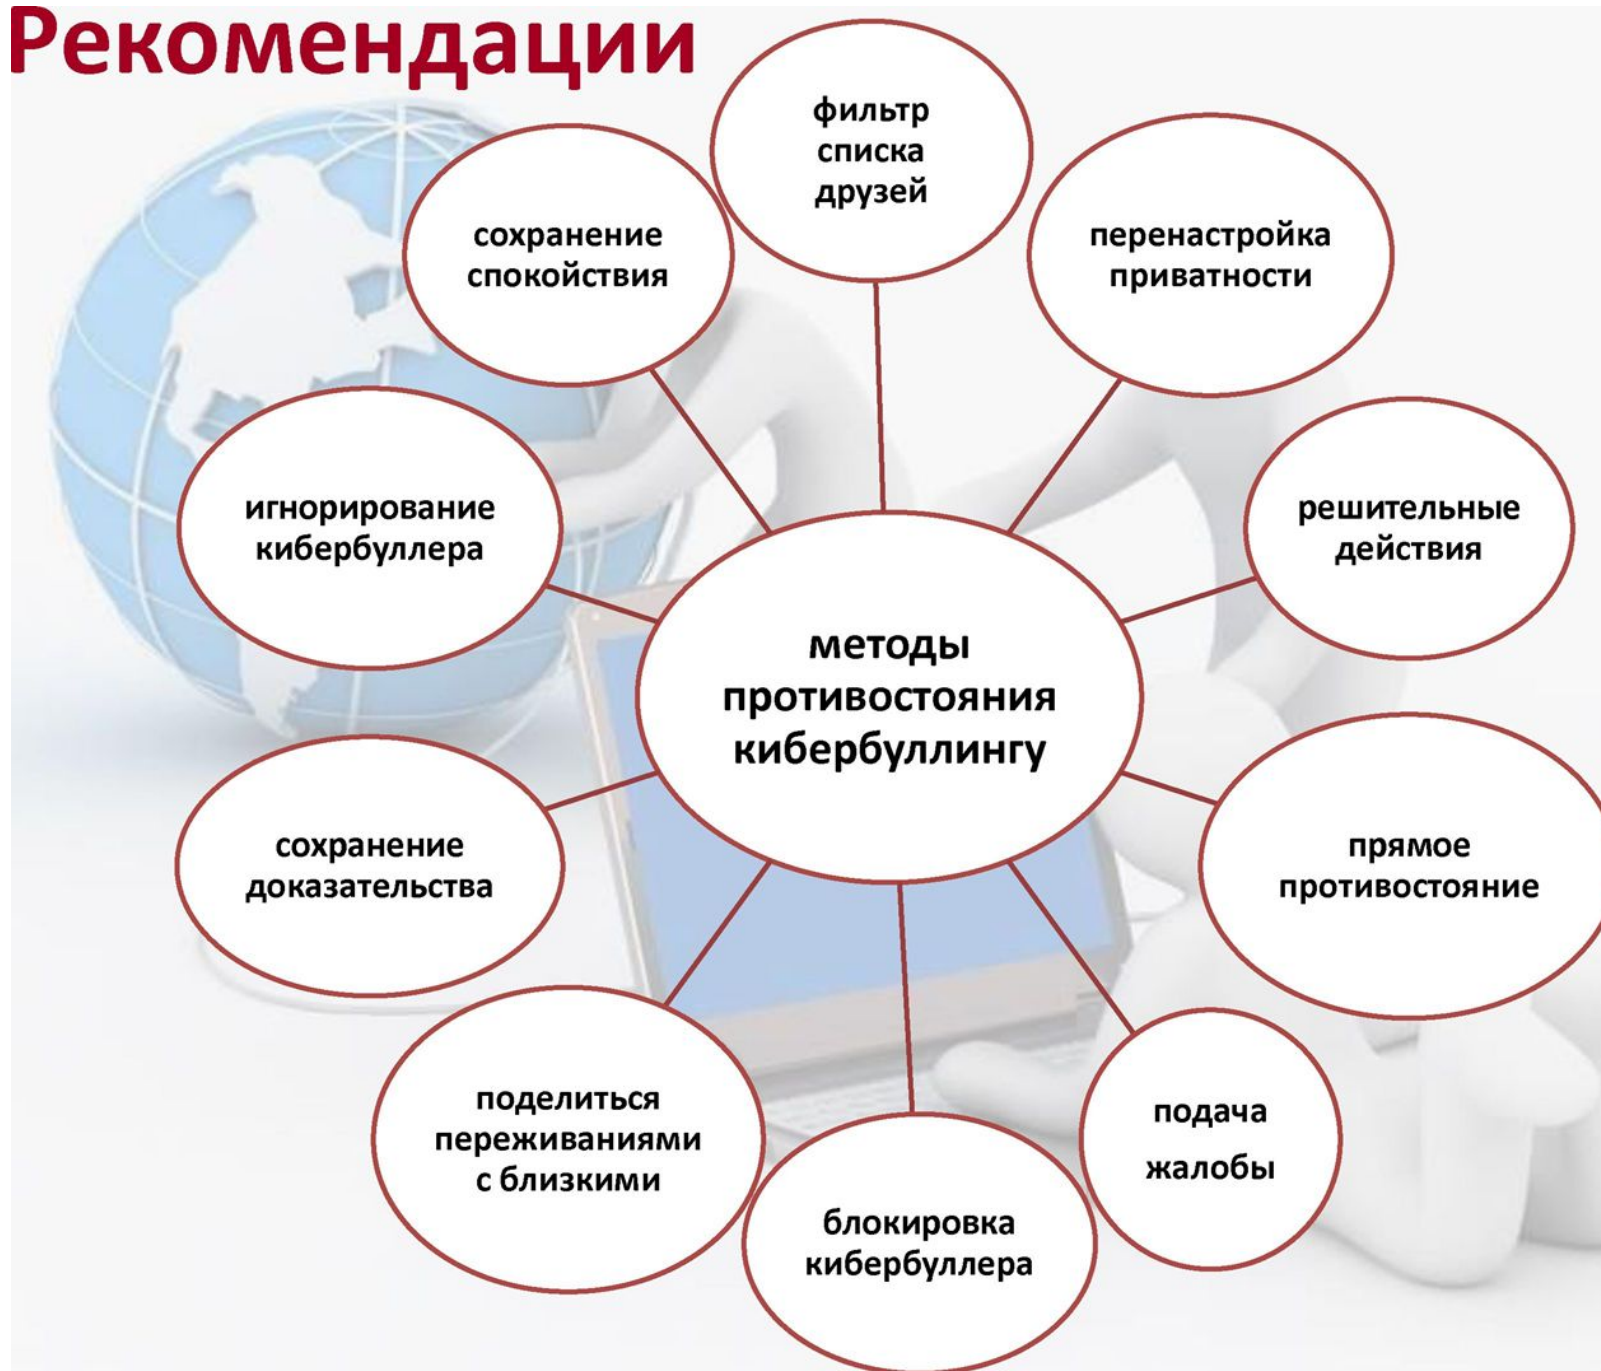 Рекомендации
фильтр
списка
друзей
перенастройка
приватности
решительные
действия
прямое
противостояние
подача
жалобы
блокировка
кибербуллера
поделиться
переживаниями
с близкими
сохранение
доказательства
игнорирование
кибербуллера
сохранение
спокойствия
методы
противостояния
кибербуллингу